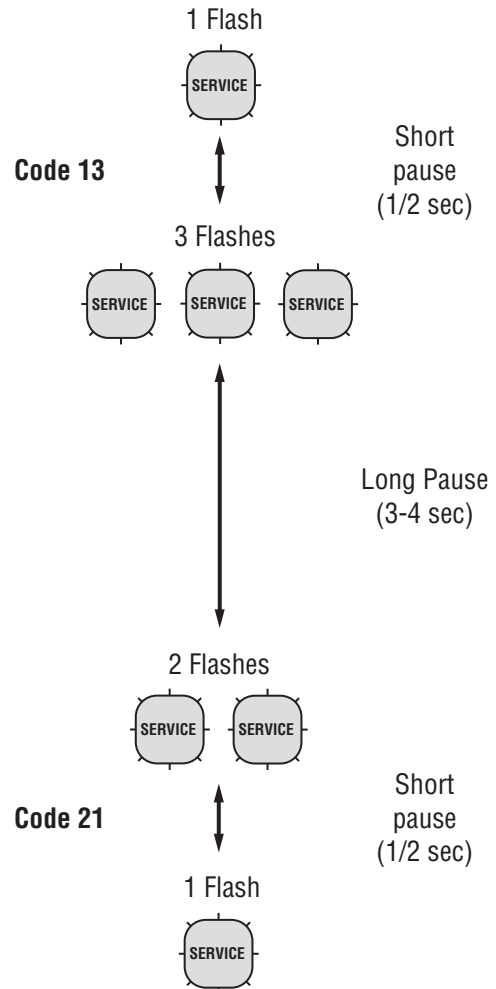 1 Flash
SERVICE
Code 13
Short
pause
(1/2 sec)
3 Flashes
SERVICE SERVICE SERVICE
Long Pause
(3-4 sec)
2 Flashes
SERVICE SERVICE
Code 21
Short
pause
(1/2 sec)
1 Flash
SERVICE